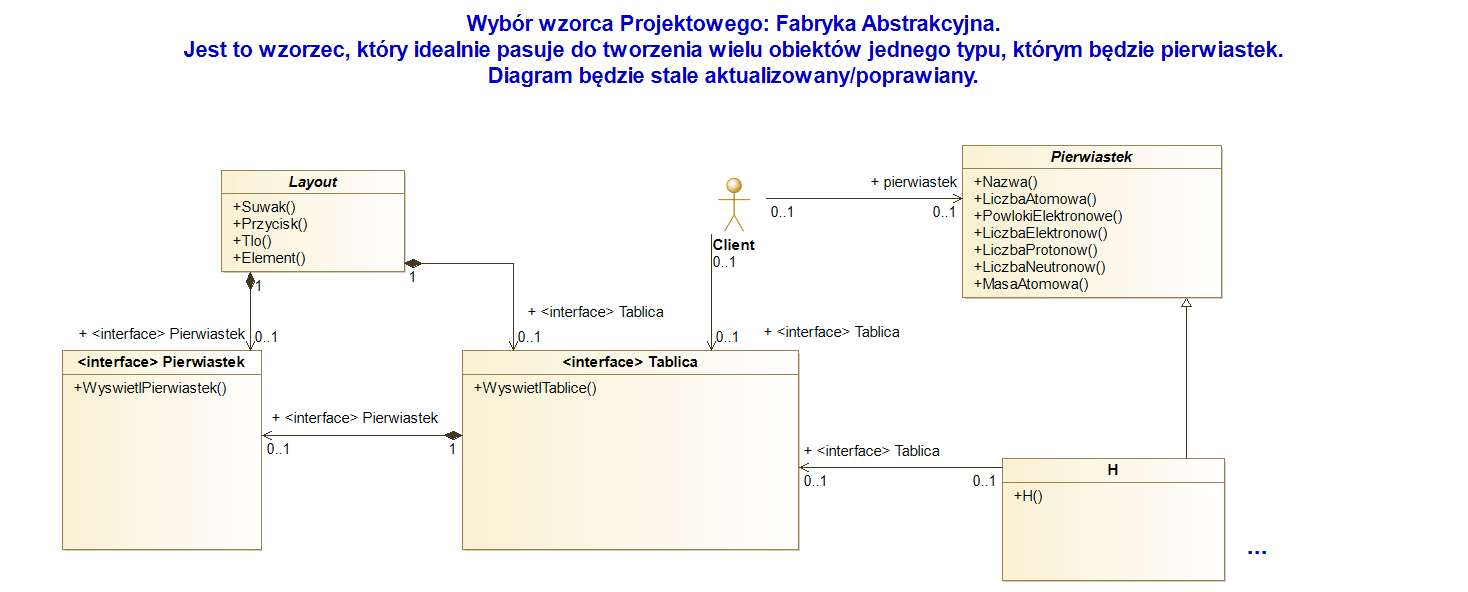 Wybór wzorca Projektowego: Fabryka Abstrakcyjna.
Jest to wzorzec, który idealnie pasuje do tworzenia wielu obiektów jednego typu, którym będzie pierwiastek.
Diagram będzie stale aktualizowany/poprawiany.
Layout
+Suwak()
+Przycisk()
+Tlo()
+Element()
1
1
Client
0..1
+ pierwiastek
0..1
0..1
Pierwiastek
+Nazwa()
+LiczbaAtomowa()
+PowlokiElektronowe()
+LiczbaElektronow()
+LiczbaProtonow()
+LiczbaNeutronow()
+MasaAtomowa()
+ <interface> Pierwiastek
0..1
+ <interface> Tablica
0..1
0..1
+ <interface> Tablica
<interface> Pierwiastek
+WyswietlPierwiastek()
+ <interface> Pierwiastek
0..1
1
<interface> Tablica
+WyswietlTablice()
+ <interface> Tablica
0..1
0..1
H
+H()
...